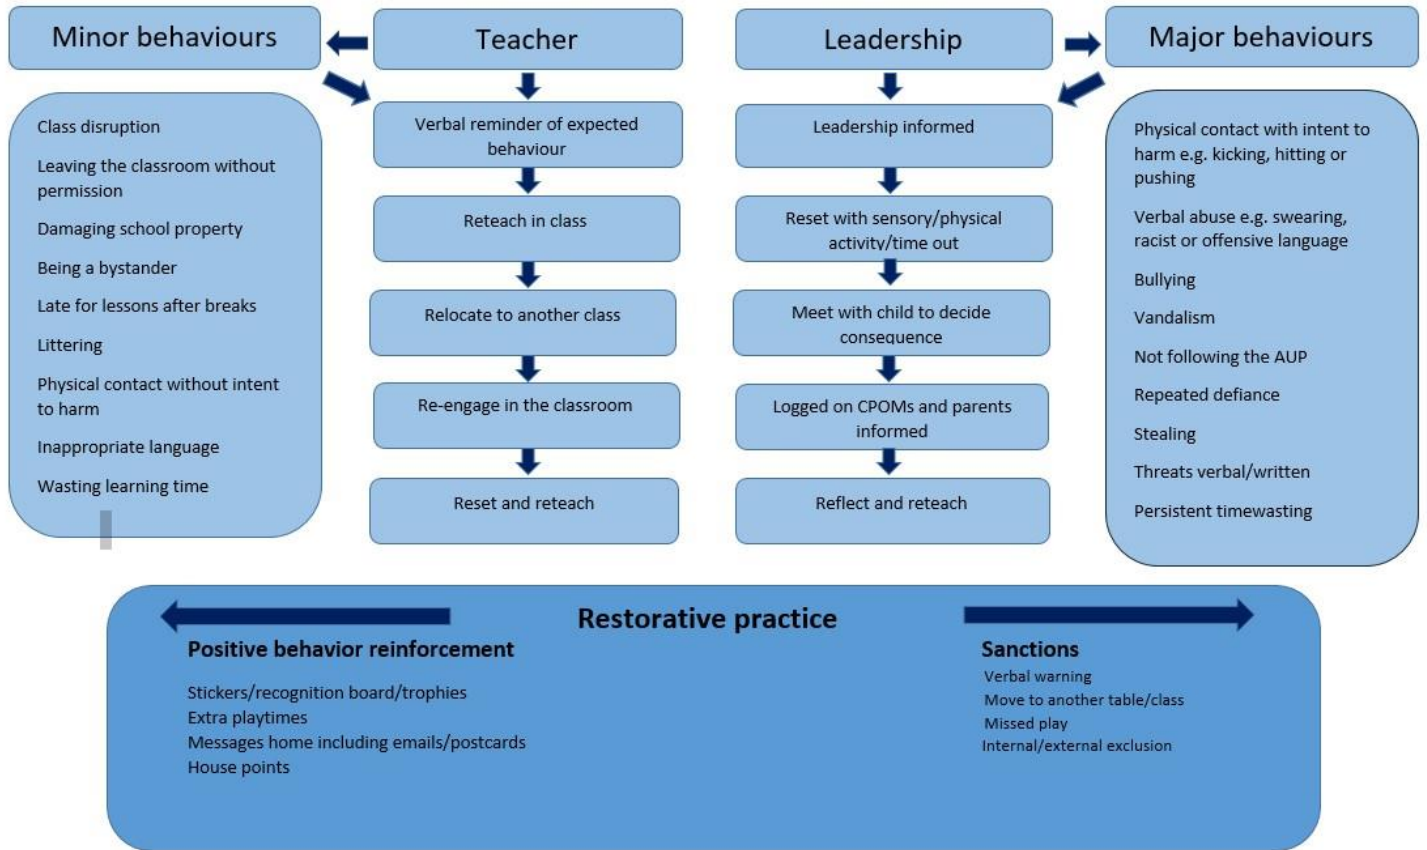 Minor behaviours
Teacher
Leadership
Major behaviours
Class disruption
Leaving the classroom without
permission
Damaging school property
Being a bystander
Late for lessons after breaks
Littering
Physical contact without intent
to harm
Inappropriate language
Wasting learning time
Verbal reminder of expected
behaviour
Reteach in class
Relocate to another class
Re-engage in the classroom
Reset and reteach
Leadership informed
Reset with sensory/physical
activity/time out
Meet with child to decide
consequence
Logged on CPOMs and parents
informed
Reflect and reteach
Physical contact with intent to
harm e.g. kicking, hitting or
pushing
Verbal abuse e.g. swearing,
racist or offensive language
Bullying
Vandalism
Not following the AUP
Repeated defiance
Stealing
Threats verbal/written
Persistent timewasting
Restorative practice
Positive behavior reinforcement
Stickers/recognition board/trophies
Extra playtimes
Messages home including emails/postcards
House points
Sanctions
Verbal warning
Move to another table/class
Missed play
Internal/external exclusion